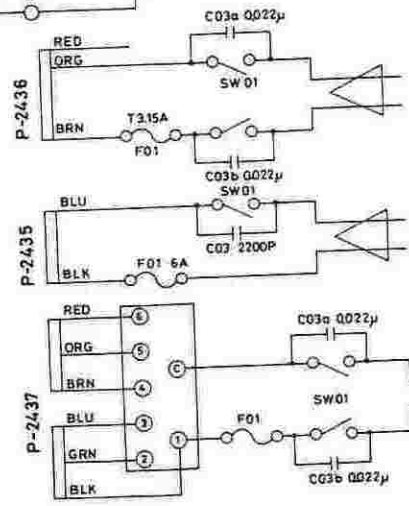 C03a 0,022μ
RED
ORG
SW01
P-2436
T3.15A
BRN
F01
C03b 0.022μ
SW01
BLU
P-2435
C03 2200P
F01 6A
BLK
RED
6
C03a 0,022μ
ORG
5
C
BRN
4
SW01
P-2437
BLU
3
F01
1
GRN
2
C03b 0.022μ
BLK